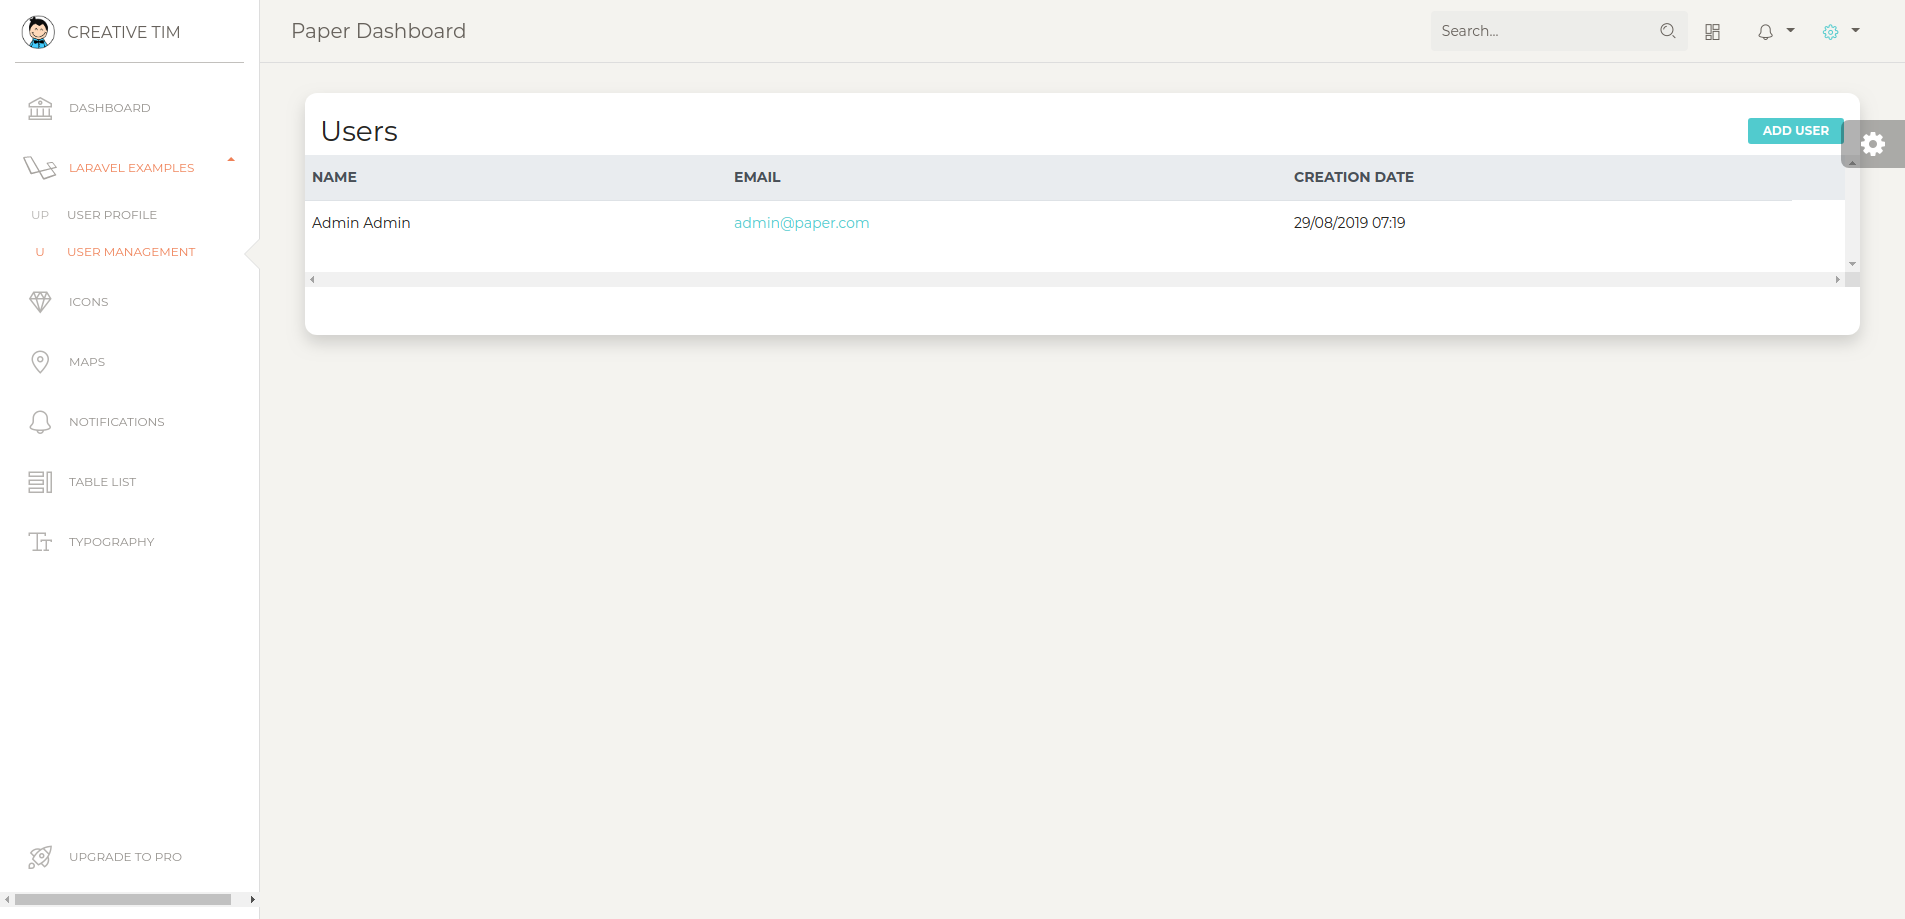 CREATIVE TIM
Paper Dashboard
Search...
DASHBOARD
LARAVEL EXAMPLES
UP USER PROFILE
U USER MANAGEMENT
ICONS
MAPS
NOTIFICATIONS
TABLE LIST
TYPOGRAPHY
UPGRADE TO PRO
Users
ADD USER
NAME EMAIL CREATION DATE
Admin Admin admin@paper.com 29/08/2019 07:19